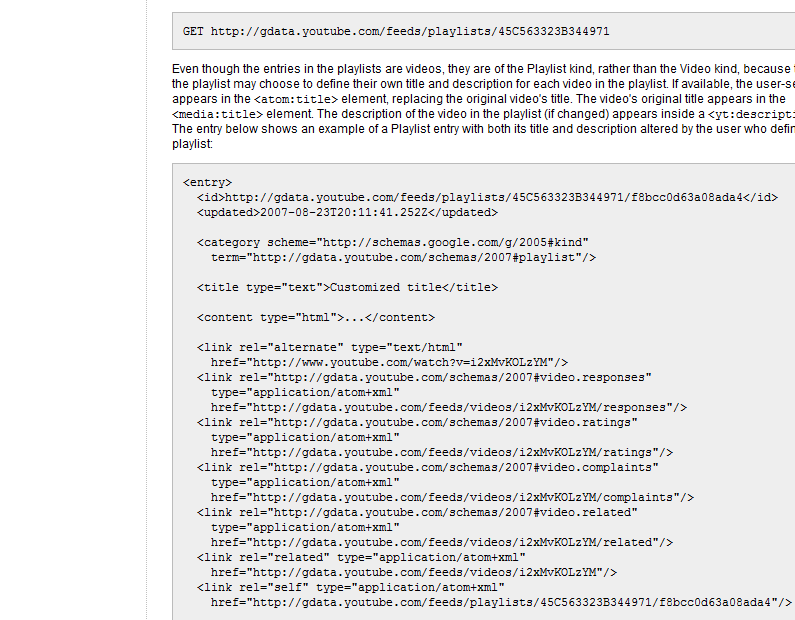 GET http://gdata.youtube.com/feeds/playlists/45C563323B344971
Even though the entries in the playlists are videos, they are of the Playlist kind, rather than the Video kind, because
the playlist may choose to define their own title and description for each video in the playlist. If available, the
appears in the <atom:title> element, replacing the original video's title. The video's original title appears in the
<media:title> element. The description of the video in the playlist (if changed) appears inside a
The entry below shows an example of a Playlist entry with both its title and description altered by the user who
playlist:
<entry>
<id>http://gdata.youtube.com/feeds/playlists/45C563323B344971/f8bcc0d63a08ada4</id>
<updated>2007-08-23T20:11:41.252Z</updated>
<category scheme="http://schemas.google.com/g/2005#kind"
term="http://gdata.youtube.com/schemas/2007#playlist"/>
<title type="text">Customized title</title>
<content type="html">...</content>
<link rel="alternate" type="text/html"
href="http://www.youtube.com/watch?v=i2xMvKOLzYM"/>
<link rel="http://gdata.youtube.com/schemas/2007#video.responses"
type="application/atom+xml"
href="http://gdata.youtube.com/feeds/videos/i2xMvKOLzYM/responses"/>
<link rel="http://gdata.youtube.com/schemas/2007#video.ratings"
type="application/atom+xml"
href="http://gdata.youtube.com/feeds/videos/i2xMvKOLzYM/ratings"/>
<link rel="http://gdata.youtube.com/schemas/2007#video.complaints"
type="application/atom+xml"
href="http://gdata.youtube.com/feeds/videos/i2xMvKOLzYM/complaints"/>
<link rel="http://gdata.youtube.com/schemas/2007#video.related"
type="application/atom+xml"
href="http://gdata.youtube.com/feeds/videos/i2xMvKOLzYM/related"/>
<link rel="related" type="application/atom+xml"
href="http://gdata.youtube.com/feeds/videos/i2xMvKOLzYM"/>
<link rel="self" type="application/atom+xml"
href="http://gdata.youtube.com/feeds/playlists/45C563323B344971/f8bcc0d63a08ada4"/>